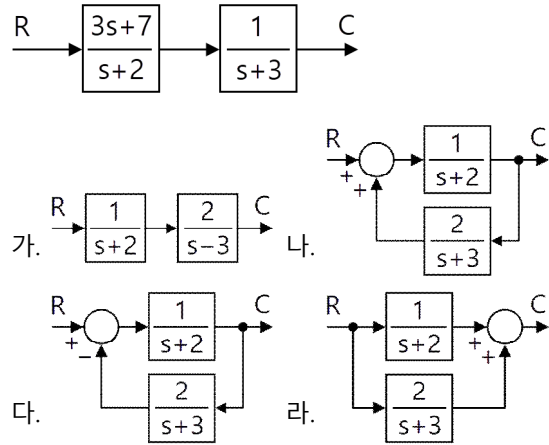 R 3s+7 1 C
s+2 s+3
R 1 2 C
가. s+2 s−3
R + + 1 C
나. s+2
2
s+3
R + − 1 C
s+2
다. 2
s+3
R 1 + + C
s+2
라. 2
s+3